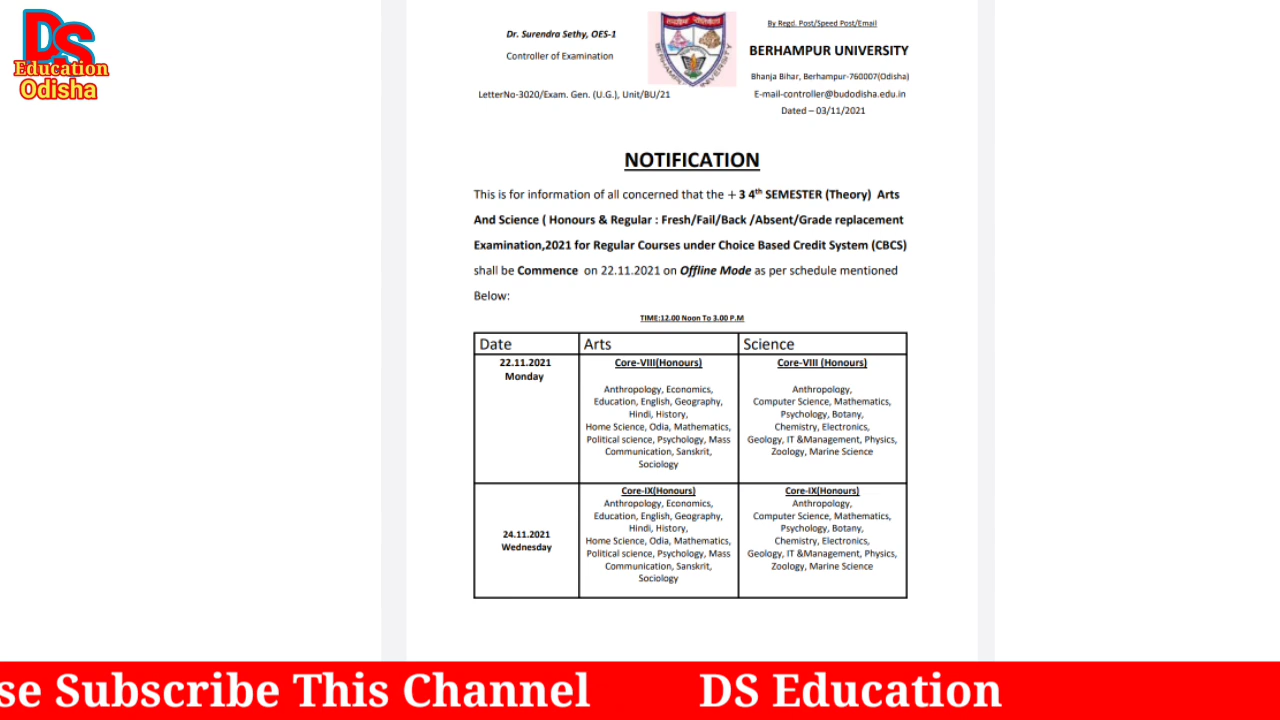 DS
Education
Odisha
Dr. Surendra Sethy, OES-1
Controller of Examination
LetterNo-3020/Exam. Gen. (U.G.), Unit/BU/21
BERHAMPUR UNIVERSITY
By Regd. Post/Speed Post/Email
BERHAMPUR UNIVERSITY
Bhanja Bihar, Berhampur-760007(Odisha)
E-mail-controller@budodisha.edu.in
Dated – 03/11/2021
NOTIFICATION
This is for information of all concerned that the +3 4th SEMESTER (Theory) Arts
And Science ( Honours & Regular : Fresh/Fail/Back /Absent/Grade replacement
Examination,2021 for Regular Courses under Choice Based Credit System (CBCS)
shall be Commence on 22.11.2021 on Offline Mode as per schedule mentioned
Below:
TIME:12.00 Noon To 3.00 P.M
Date Arts Science
22.11.2021
Monday
Core-VIII(Honours)
Anthropology, Economics,
Education, English, Geography,
Hindi, History,
Home Science, Odia, Mathematics,
Political science, Psychology, Mass
Communication, Sanskrit,
Sociology
Core-VIII (Honours)
Anthropology,
Computer Science, Mathematics,
Psychology, Botany,
Chemistry, Electronics,
Geology, IT &Management, Physics,
Zoology, Marine Science
24.11.2021
Wednesday
Core-IX(Honours)
Anthropology, Economics,
Education, English, Geography,
Hindi, History,
Home Science, Odia, Mathematics,
Political science, Psychology, Mass
Communication, Sanskrit,
Sociology
Core-IX(Honours)
Anthropology,
Computer Science, Mathematics,
Psychology, Botany,
Chemistry, Electronics,
Geology, IT &Management, Physics,
Zoology, Marine Science
se Subscribe This Channel DS Education